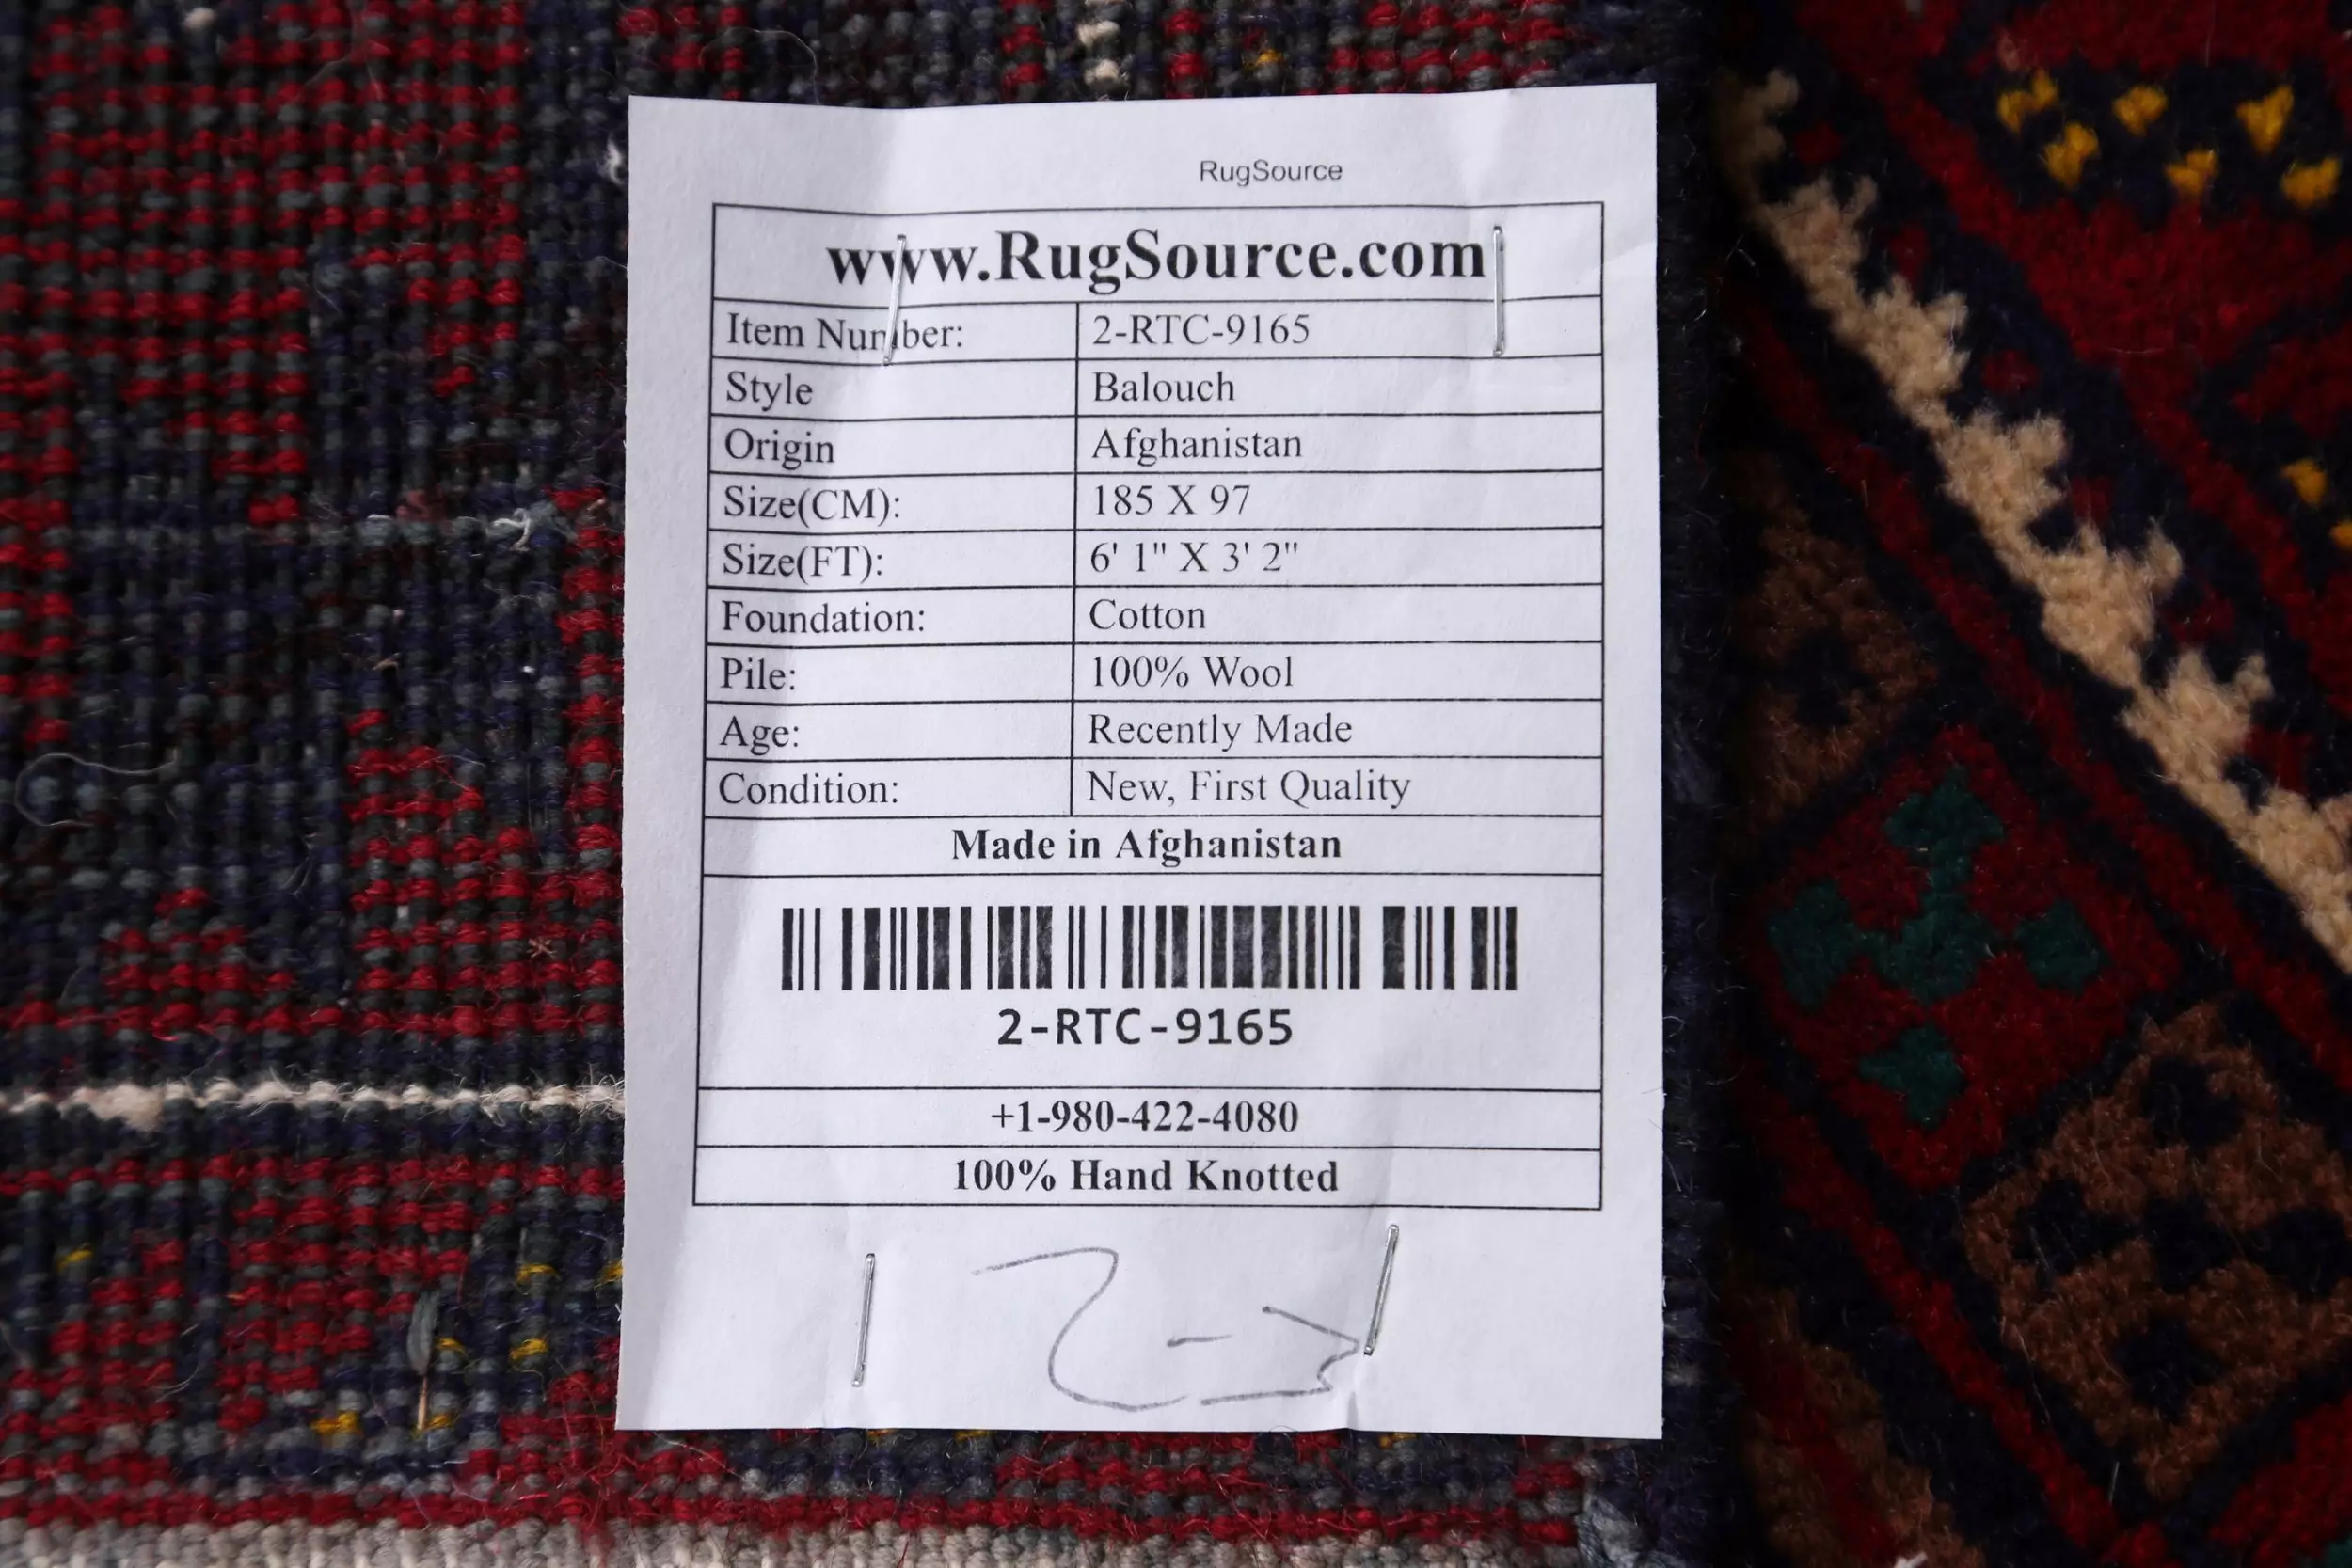 RugSource
www.RugSource.com
Item Number: 2-RTC-9165
Style Balouch
Origin Afghanistan
Size(CM): 185 X 97
Size(FT): 6' 1" X 3' 2"
Foundation: Cotton
Pile: 100% Wool
Age: Recently Made
Condition: New, First Quality
Made in Afghanistan
2-RTC-9165
+1-980-422-4080
100% Hand Knotted